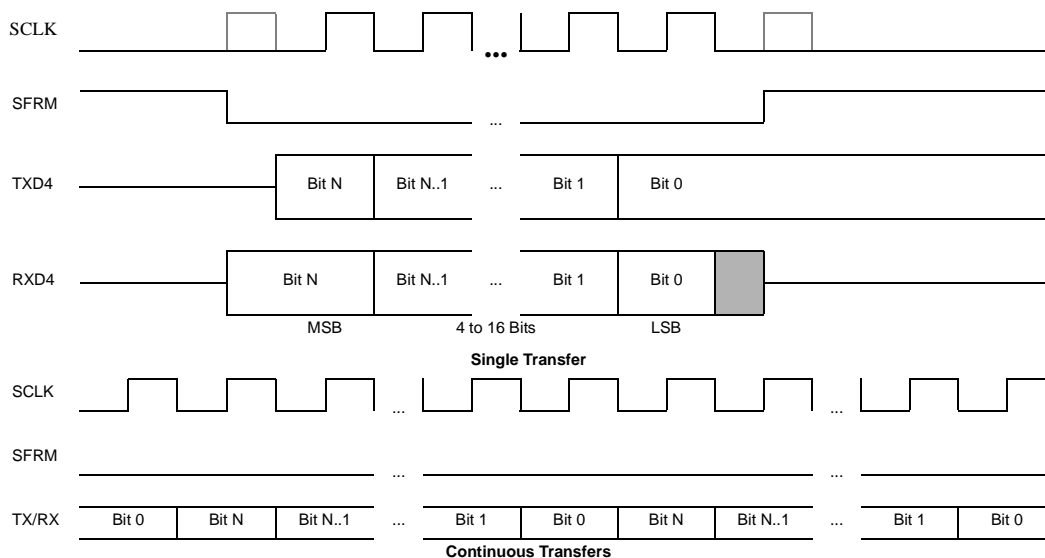 SCLK
...
SFRM
...
TXD4 Bit N Bit N..1 ... Bit 1 Bit 0
RXD4 Bit N Bit N..1 ... Bit 1 Bit 0
MSB 4 to 16 Bits LSB
Single Transfer
SCLK
... ...
SFRM
... ...
TX/RX Bit 0 Bit N Bit N..1 ... Bit 1 Bit 0 Bit N Bit N..1 ... Bit 1 Bit 0
Continuous Transfers